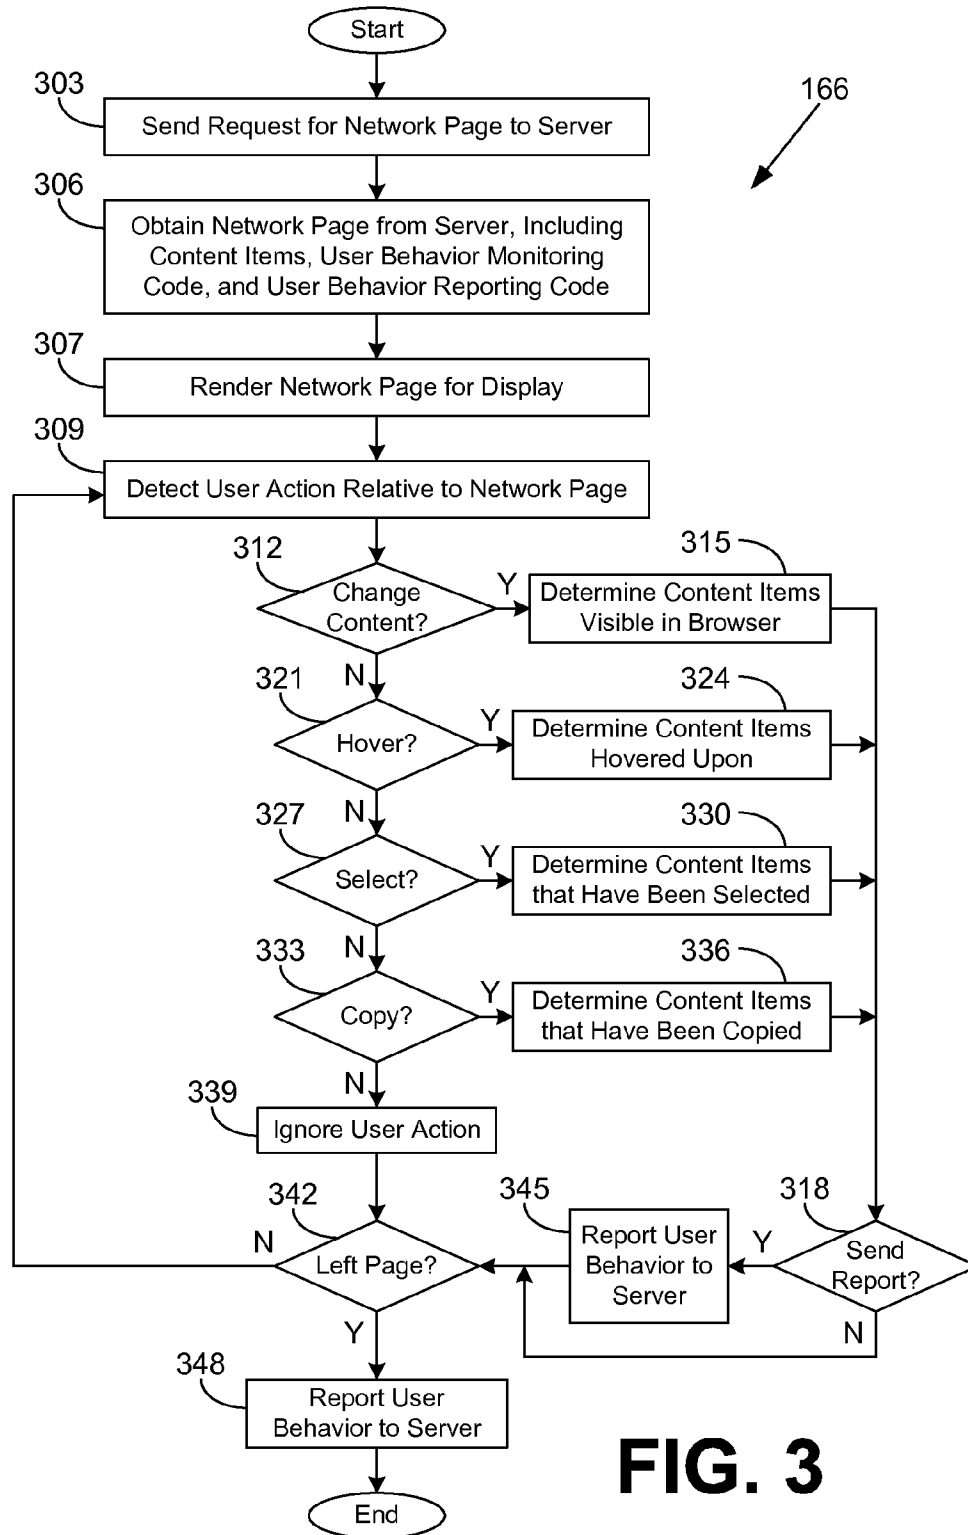 Start
303
Send Request for Network Page to Server
166
306
Obtain Network Page from Server, Including
Content Items, User Behavior Monitoring
Code, and User Behavior Reporting Code
307
Render Network Page for Display
309
Detect User Action Relative to Network Page
312
Change
Content?
Y
315
Determine Content Items
Visible in Browser
N
321
Hover?
Y
324
Determine Content Items
Hovered Upon
N
327
Select?
Y
330
Determine Content Items
that Have Been Selected
N
333
Copy?
Y
336
Determine Content Items
that Have Been Copied
N
339
Ignore User Action
342
Left Page?
N
345
Report User
Behavior to
Server
Y
318
Send
Report?
N
Y
348
Report User
Behavior to Server
End
FIG. 3